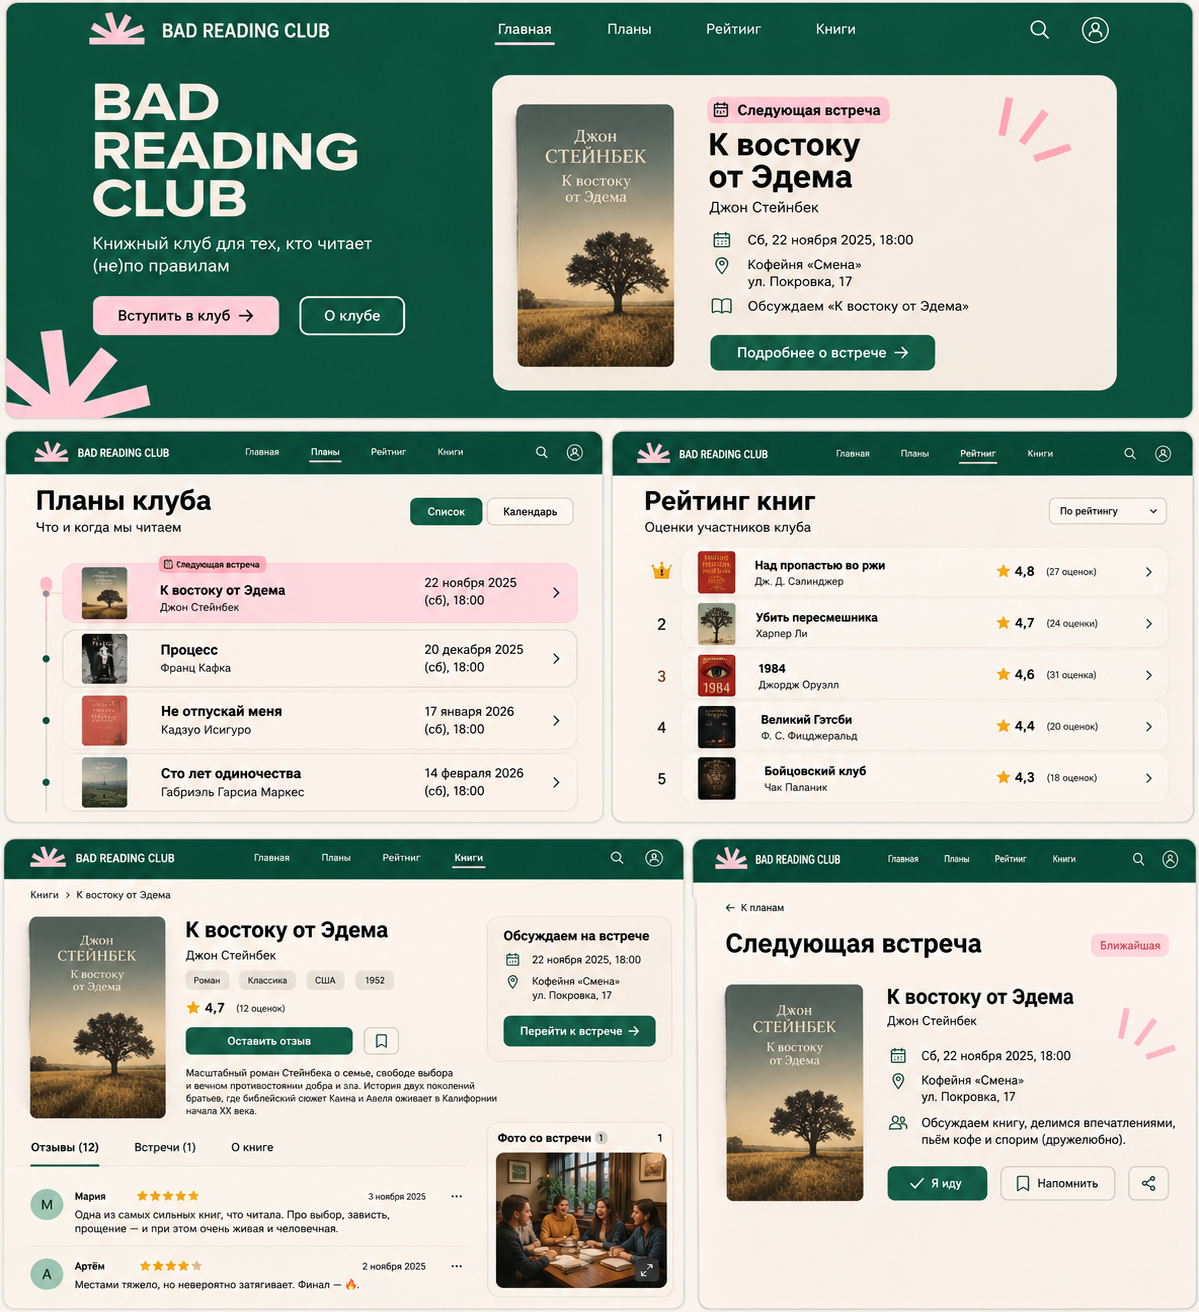 BAD READING CLUB
Главная
Планы
Рейтинг
Книги
BAD
READING
CLUB
Книжный клуб для тех, кто читает
(не)по правилам
Вступить в клуб →
О клубе
Джон
СТЕЙНБЕК
К востоку
от Эдема
Следующая встреча
К востоку
от Эдема
Джон Стейнбек
Сб, 22 ноября 2025, 18:00
Кофейня «Смена»
ул. Покровка, 17
Обсуждаем «К востоку от Эдема»
Подробнее о встрече →
BAD READING CLUB
Главная
Планы
Рейтинг
Книги
Планы клуба
Что и когда мы читаем
Список
Календарь
Следующая встреча
К востоку от Эдема
Джон Стейнбек
22 ноября 2025
(сб), 18:00
Процесс
Франц Кафка
20 декабря 2025
(сб), 18:00
Не отпускай меня
Кадзуо Исигуро
17 января 2026
(сб), 18:00
Сто лет одиночества
Габриэль Гарсиа Маркес
14 февраля 2026
(сб), 18:00
BAD READING CLUB
Главная
Планы
Рейтинг
Книги
Рейтинг книг
Оценки участников клуба
По рейтингу
Над пропастью во ржи
Дж. Д. Сэлинджер
4,8 (27 оценок)
2
Убить пересмешника
Харпер Ли
4,7 (24 оценки)
3
1984
1984
Джордж Оруэлл
4,6 (31 оценка)
4
Великий Гэтсби
Ф. С. Фицджеральд
4,4 (20 оценок)
5
Бойцовский клуб
Чак Паланик
4,3 (18 оценок)
BAD READING CLUB
Главная
Планы
Рейтинг
Книги
Книги > К востоку от Эдема
Джон
СТЕЙНБЕК
К востоку
от Эдема
К востоку от Эдема
Джон Стейнбек
Роман
Классика
США
1952
4,7 (12 оценок)
Оставить отзыв
Масштабный роман Стейнбека о семье, свободе выбора
и вечном противостоянии добра и зла. История двух поколений
братьев, где библейский сюжет Каина и Авеля оживает в Калифорнии
начала XX века.
Обсуждаем на встрече
22 ноября 2025, 18:00
Кофейня «Смена»
ул. Покровка, 17
Перейти к встрече →
Отзывы (12)
Встречи (1)
О книге
М
Мария
3 ноября 2025
Одна из самых сильных книг, что читала. Про выбор, зависть,
прощение — и при этом очень живая и человечная.
А
Артём
2 ноября 2025
Местами тяжело, но невероятно затягивает. Финал — 🔥.
Фото со встречи 1
1
BAD READING CLUB
Главная
Планы
Рейтинг
Книги
← К планам
Следующая встреча
Ближайшая
Джон
СТЕЙНБЕК
К востоку
от Эдема
К востоку от Эдема
Джон Стейнбек
Сб, 22 ноября 2025, 18:00
Кофейня «Смена»
ул. Покровка, 17
Обсуждаем книгу, делимся впечатлениями,
пьём кофе и спорим (дружелюбно).
Я иду
Напомнить